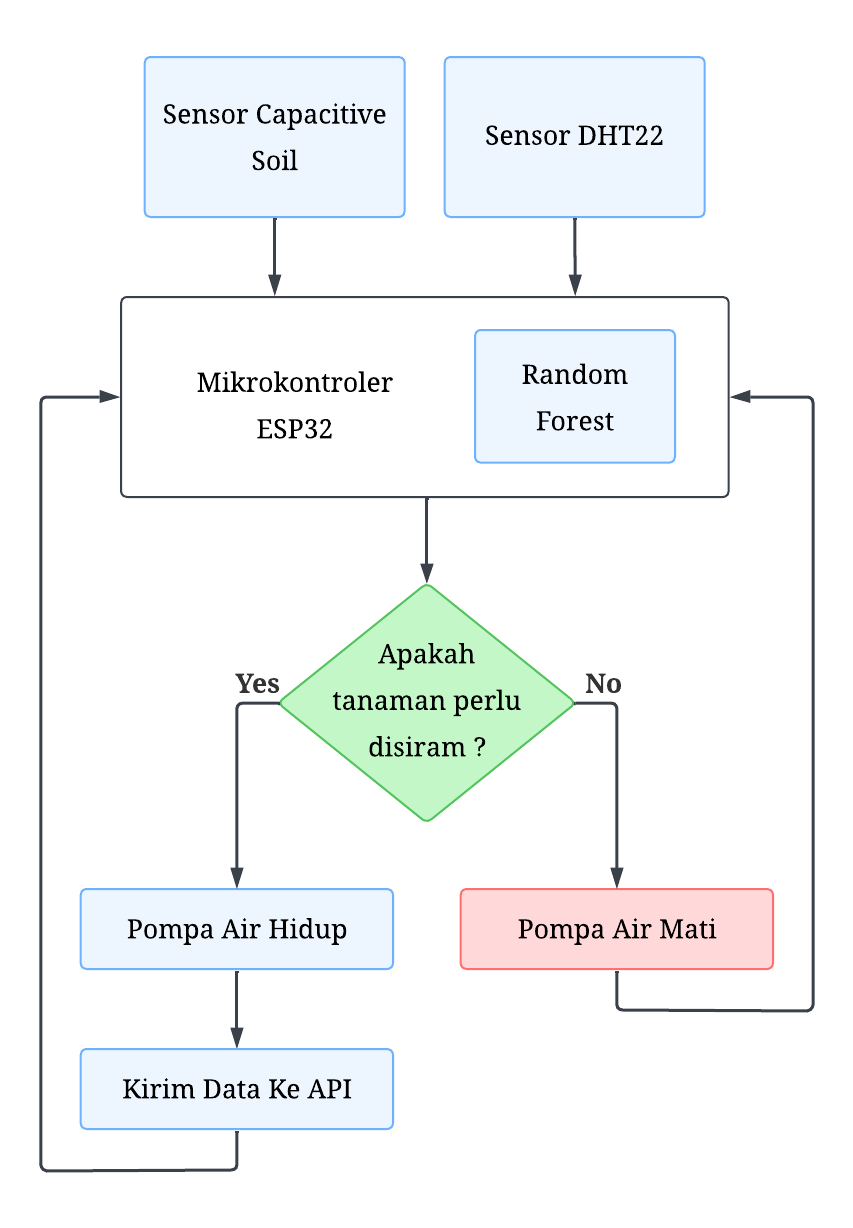 Sensor Capacitive
Soil
Sensor DHT22
Mikrokontroler
ESP32
Random
Forest
Apakah
tanaman perlu
disiram ?
Yes
No
Pompa Air Hidup
Pompa Air Mati
Kirim Data Ke API